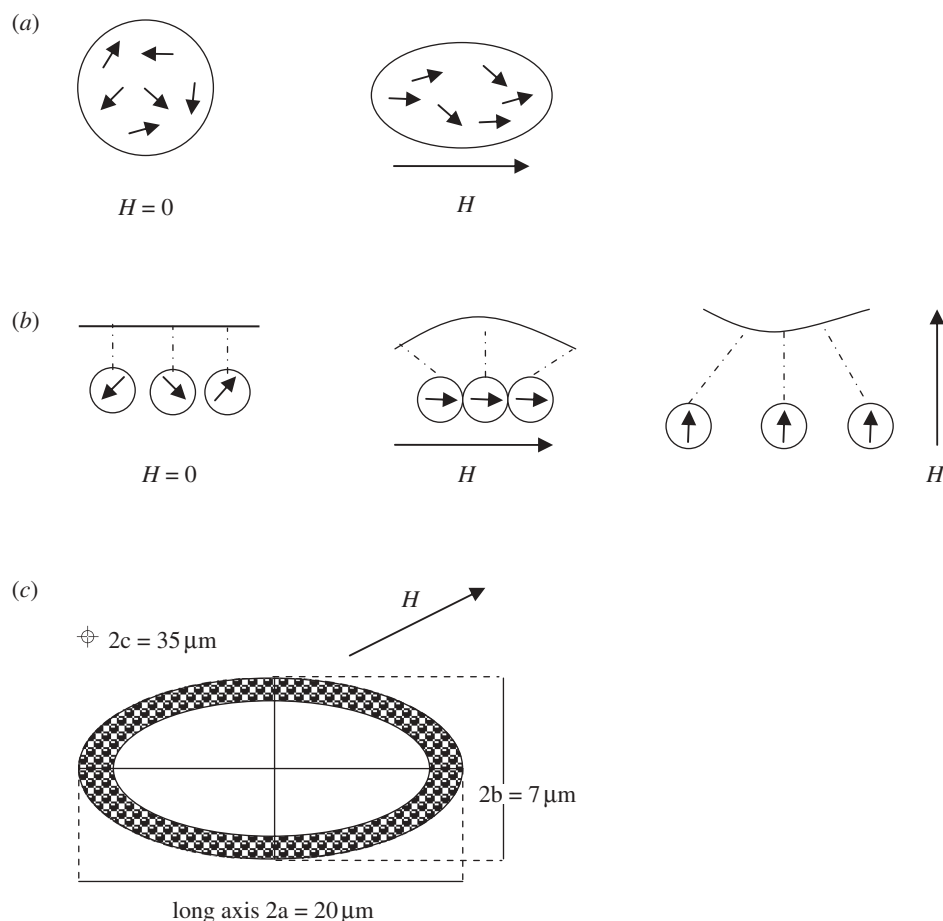 (a)
H = 0
H
(b)
H = 0
H
H
(c)
H
2c = 35 μm
2b = 7 μm
long axis 2a = 20 μm